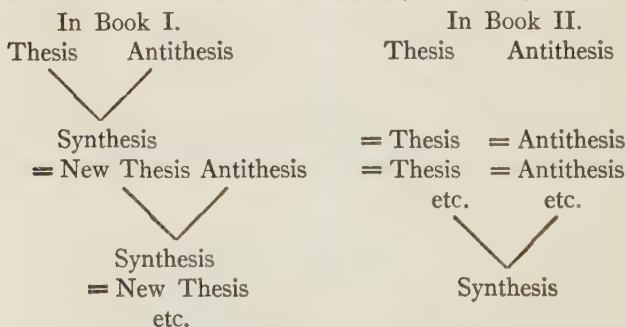 In Book I.
Thesis Antithesis
Synthesis
= New Thesis Antithesis
Synthesis
= New Thesis
etc.
In Book II.
Thesis Antithesis
= Thesis = Antithesis
= Thesis = Antithesis
etc. etc.
Synthesis